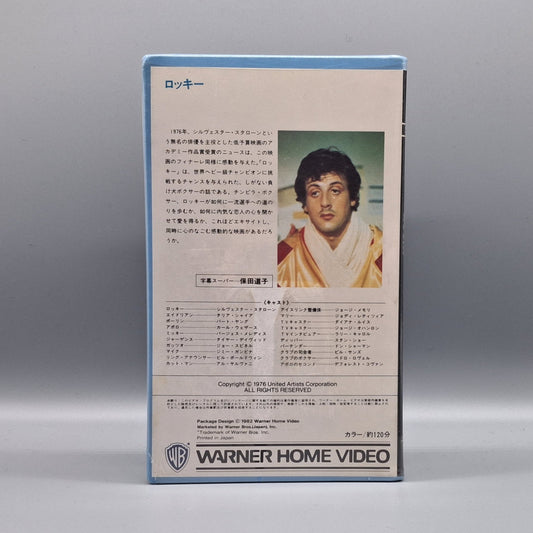 ロッキー
1976年、シルヴェスター・スタローンとい
う無名の俳優を主役とした低予算映画のア
カデミー作品賞受賞のニュースは、この映
画のフィナーレ同様に感動を与えた。「ロッ
キー」は、世界ヘビー級チャンピオンに挑
戦するチャンスを与えられた、しがない負
け犬ボクサーの話である。チンピラ・ボク
サー、ロッキーが如何に一流選手への道の
りを歩むか、如何に内気な恋人の心を開かせ
て愛を得るか。これほどエキサイトし、
同時に心のなごむ感動的な映画があるだろ
うか。
字幕スーパー 保田道子
〈キャスト〉
ロッキー シルヴェスター・スタローン アイスリンク整備係 ジョージ・メモリ
エイドリアン タリア・シャイア マリー ジョディ・レティツィア
ポーリー バート・ヤング TVキャスター ダイアナ・ルイス
アポロ カール・ウェザース TVキャスター ジョージ・オハンロン
ミッキー バージェス・メレディス TVインタビュアー ラリー・キャロル
ジャーゲンス タイヤー・デイヴィッド ディッパー スタン・ショー
ガッツォ ジョー・スピネル バーテンダー ドン・シャーマン
マイク ジミー・ガンビナ クラブの司会者 ビル・サンズ
リング・アナウンサー ビル・ボールドウィン クラブのボクサー ペドロ・ロヴェル
カット・マン アル・サルヴァニ アポロのセコンド デフォレスト・コヴァン
Copyright © 1976 United Artists Corporation
ALL RIGHTS RESERVED
Package Design © 1982 Warner Home Video
Marketed by Warner Bros.(Japan), Inc.
*Trademark of Warner Bros. Inc.
Printed in Japan
カラー/約120分
WB
WARNER HOME VIDEO